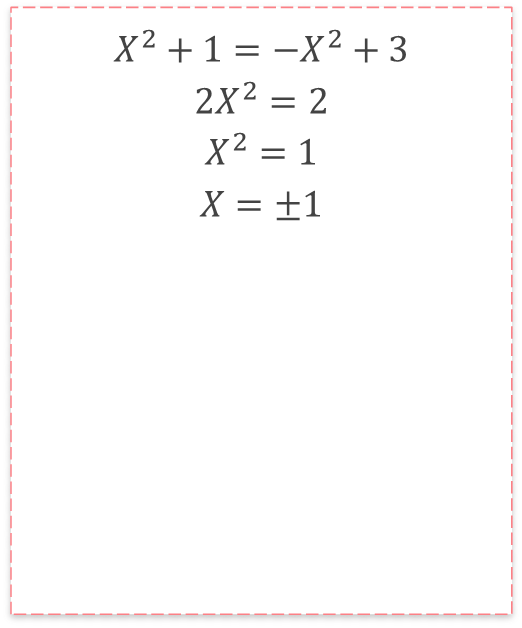 X² + 1 = −X² + 3
2X² = 2
X² = 1
X = ±1